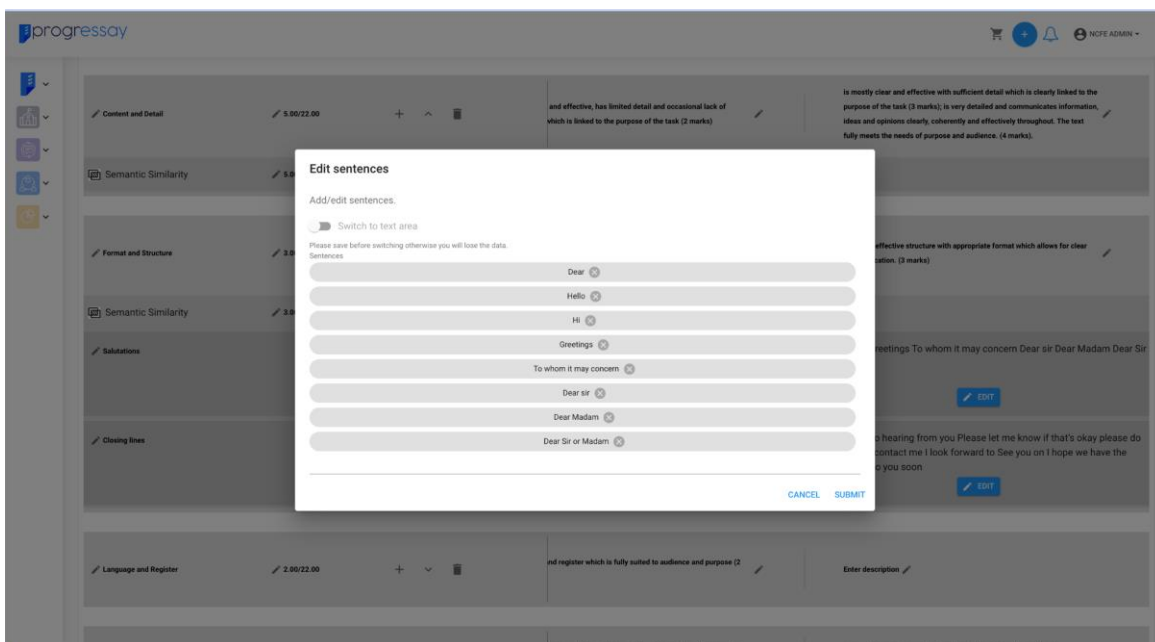 progressay
+
NCFE ADMIN
Content and Detail
5.00/22.00
and effective, has limited detail and occasional lack of
which is linked to the purpose of the task (2 marks)
is mostly clear and effective with sufficient detail which is clearly linked to the
purpose of the task (3 marks); is very detailed and communicates information,
ideas and opinions clearly, coherently and effectively throughout. The text
fully meets the needs of purpose and audience. (4 marks).
Semantic Similarity
5.0
Edit sentences
Add/edit sentences.
Switch to text area
Please save before switching otherwise you will lose the data.
Sentences
Dear
Hello
Hi
Greetings
To whom it may concern
Dear sir
Dear Madam
Dear Sir or Madam
CANCEL SUBMIT
Format and Structure
3.0
effective structure with appropriate format which allows for clear
(3 marks)
Semantic Similarity
3.0
Salutations
reetings To whom it may concern Dear sir Dear Madam Dear Sir
EDIT
Closing lines
hearing from you Please let me know if that's okay please do
contact me I look forward to See you on I hope we have the
you soon
EDIT
Language and Register
2.00/22.00
nd register which is fully suited to audience and purpose (2
Enter description